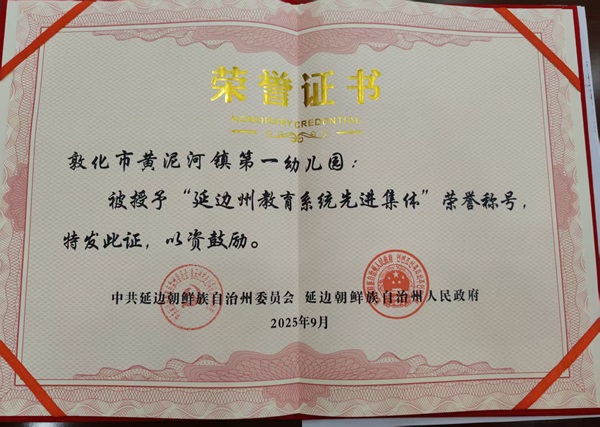 荣誉证书
HONORARY CREDENTIAL
敦化市黄泥河镇第一幼儿园：
被授予“延边州教育系统先进集体”荣誉称号，
特发此证，以资鼓励。
中共延边朝鲜族自治州委员会 延边朝鲜族自治州人民政府
2025年9月